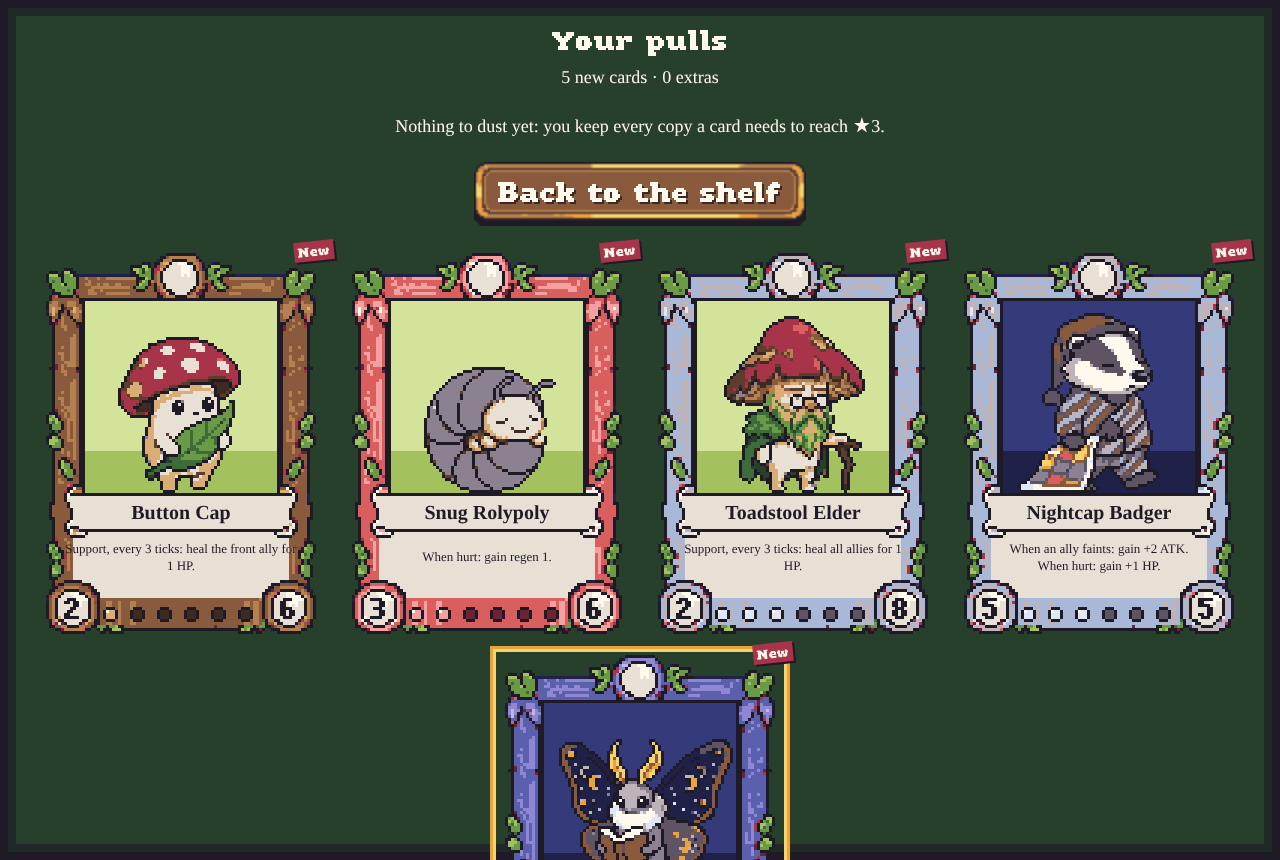 Your pulls
5 new cards · 0 extras
Nothing to dust yet: you keep every copy a card needs to reach ★3.
Back to the shelf
New
New
New
New
Button Cap
Support, every 3 ticks: heal the front ally for
1 HP.
2
6
Snug Rolypoly
When hurt: gain regen 1.
3
6
Toadstool Elder
Support, every 3 ticks: heal all allies for 1
HP.
2
8
Nightcap Badger
When an ally faints: gain +2 ATK.
When hurt: gain +1 HP.
5
5
New